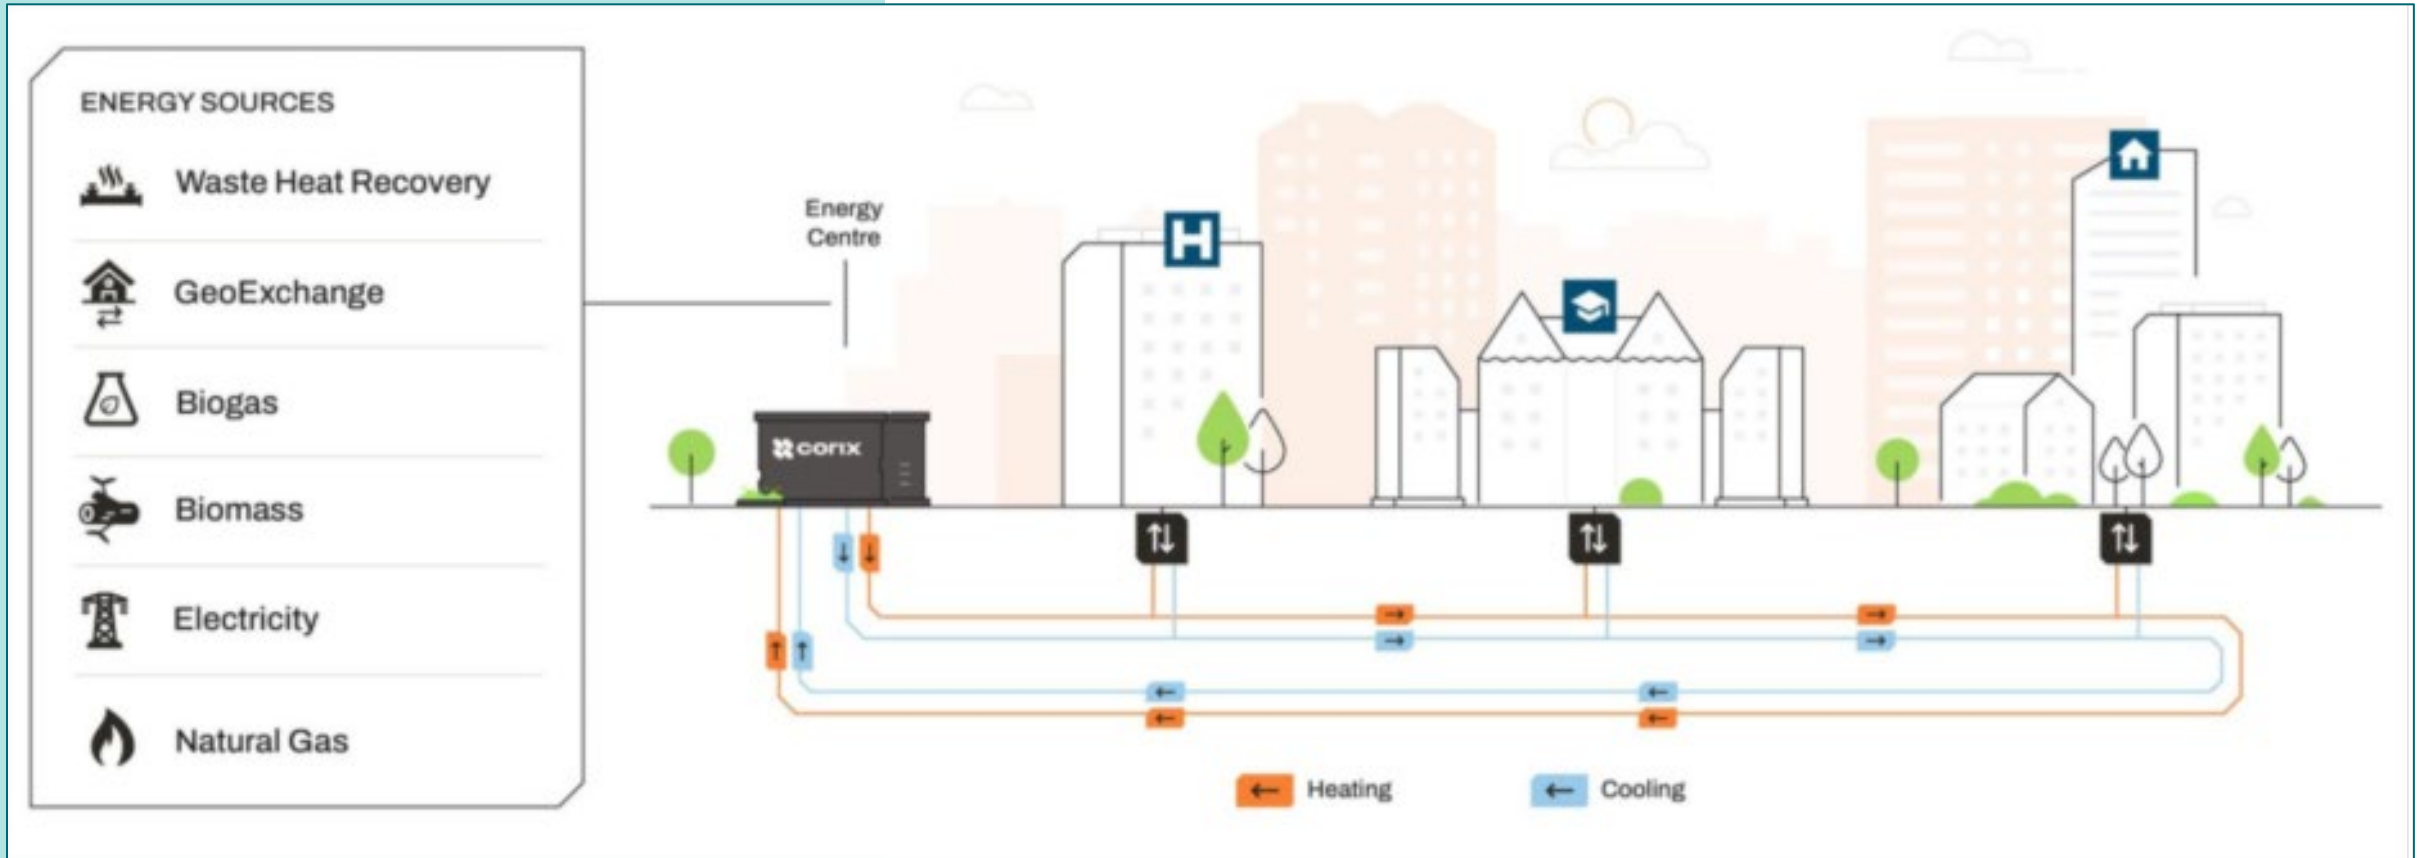 ENERGY SOURCES
Waste Heat Recovery
GeoExchange
Biogas
Biomass
Electricity
Natural Gas
Energy
Centre
corix
H
Heating
Cooling